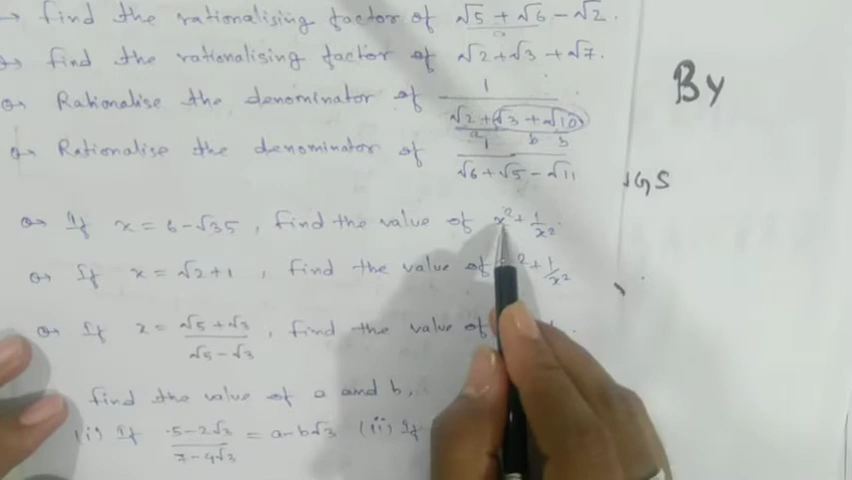 → find the rationalising factor of √5 + √6 - √2.
find the rationalising factor of √2 + √3 + √7.
Rationalise the denominator of 1/(√2 + √3 + √10)
a b b
Rationalise the denominator of 1/(√6 + √5 - √11)
If x = 6 - √35, find the value of x² + 1/x².
If x = √2 + 1, find the value of ² + 1/x²
If x = (√5 + √3)/(√5 - √3), find the value of
find the value of a and b,
(i) If (5 - 2√3)/(7 - 4√3) = a - b√3 (ii) If
By